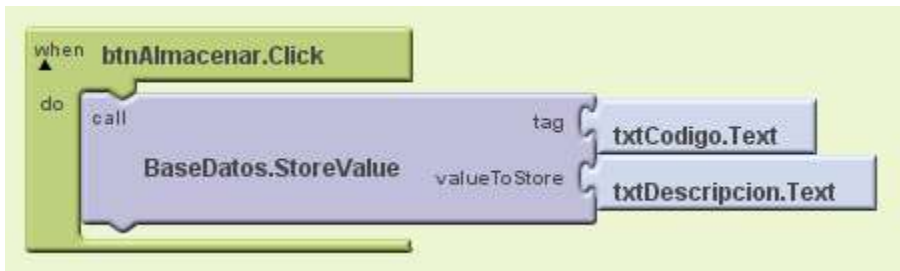 when btnAlmacenar.Click
do
call
tag txtCodigo.Text
BaseDatos.StoreValue
valueToStore txtDescripcion.Text